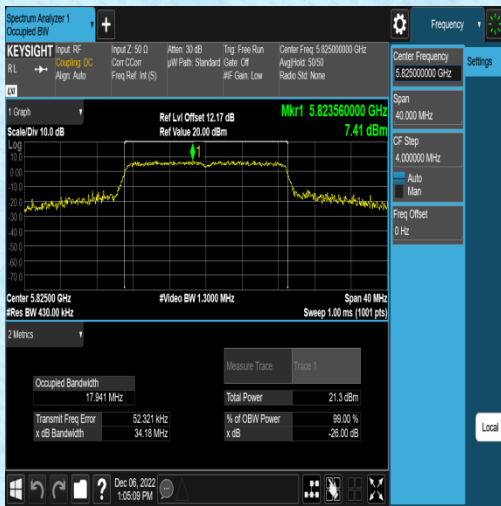 Spectrum Analyzer 1
Occupied BW
+
Frequency
Settings
KEYSIGHT
RL
LXI
Input: RF
Coupling: DC
Align: Auto
Input Z: 50 Ω
Corr CCorr
Freq Ref: Int (S)
Atten: 30 dB
µW Path: Standard
Trig: Free Run
Gate: Off
#IF Gain: Low
Center Freq: 5.825000000 GHz
Avg|Hold: 50/50
Radio Std: None
Center Frequency
5.825000000 GHz
Span
40.000 MHz
CF Step
4.000000 MHz
Auto
Man
Freq Offset
0 Hz
Local
1 Graph
Scale/Div 10.0 dB
Ref Lvl Offset 12.17 dB
Ref Value 20.00 dBm
Mkr1 5.823560000 GHz
7.41 dBm
Log
10.0
0.00
-10.0
-20.0
-30.0
-40.0
-50.0
-60.0
-70.0
1
Center 5.82500 GHz
#Res BW 430.00 kHz
#Video BW 1.3000 MHz
Span 40 MHz
Sweep 1.00 ms (1001 pts)
2 Metrics
Measure Trace
Trace 1
Occupied Bandwidth
17.941 MHz
Total Power
21.3 dBm
Transmit Freq Error
52.321 kHz
% of OBW Power
99.00 %
x dB Bandwidth
34.18 MHz
x dB
-26.00 dB
?
Dec 06, 2022
1:05:09 PM